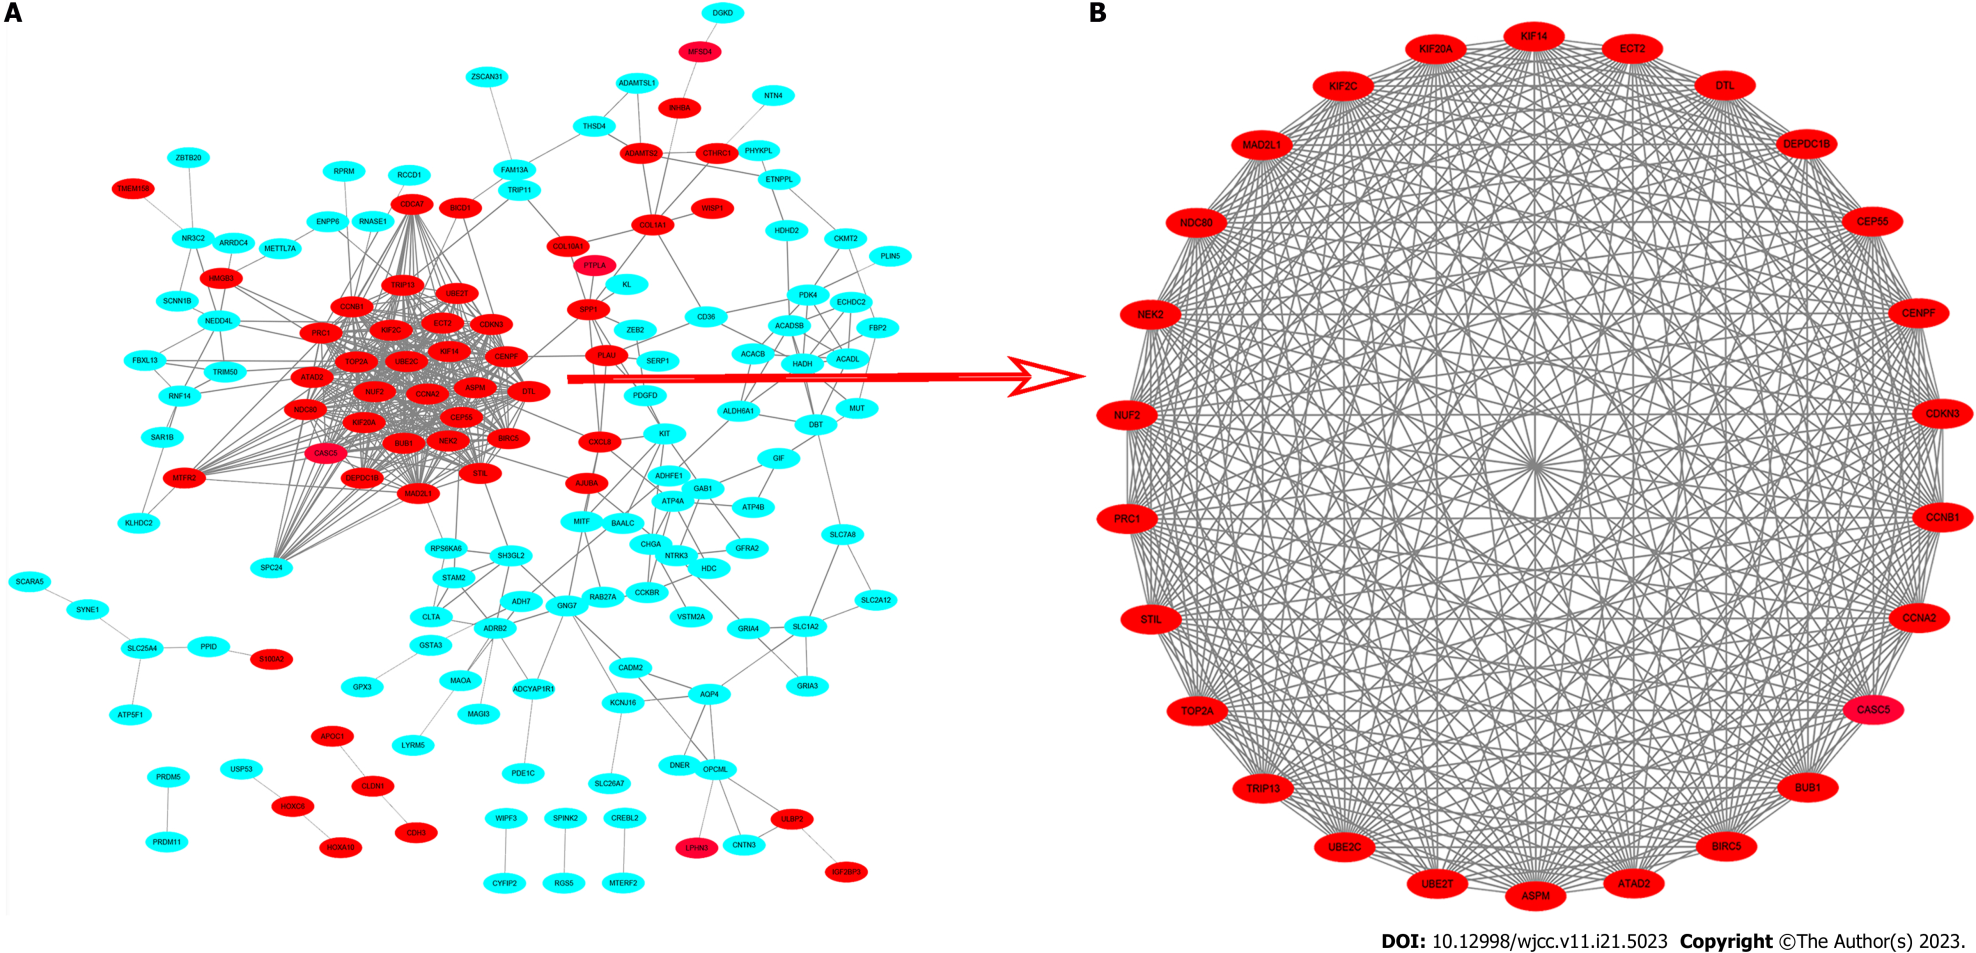 A
B
DGKD
MFSD4
ZSCAN31
ADAMTSL1
NTN4
INHBA
THSD4
ZBTB20
ADAMTS2
CTHRC1
PHYKPL
RPRM
RCCD1
FAM13A
ETNPPL
TMEM158
TRIP11
CDCA7
BICD1
WISP1
ENPP6
RNASE1
COL1A1
HDHD2
NR3C2
ARRDC4
METTL7A
COL10A1
CKMT2
PLIN5
PTPLA
HMGB3
TRIP13
KL
UBE2T
PDK4
ECHDC2
SCNN1B
CCNB1
SPP1
CD36
NEDD4L
PRC1
KIF2C
ECT2
CDKN3
ZEB2
ACADSB
FBP2
FBXL13
TOP2A
UBE2C
KIF14
CENPF
PLAU
SERP1
ACACB
HADH
ACADL
TRIM50
ATAD2
RNF14
NUF2
CCNA2
ASPM
DTL
PDGFD
NDC80
KIF20A
CEP55
ALDH6A1
MUT
DBT
SAR1B
CASC5
BUB1
NEK2
BIRC5
CXCL8
KIT
GIF
MTFR2
DEPDC1B
MAD2L1
STIL
AJUBA
ADHFE1
GAB1
ATP4A
ATP4B
KLHDC2
MITF
BAALC
SPC24
RPS6KA6
SH3GL2
CHGA
NTRK3
GFRA2
SLC7A8
HDC
SCARA5
STAM2
SYNE1
CLTA
ADH7
GNG7
RAB27A
CCKBR
VSTM2A
SLC2A12
ADRB2
GRIA4
SLC1A2
SLC25A4
PPID
S100A2
GSTA3
GPX3
MAOA
ADCYAP1R1
CADM2
AQP4
GRIA3
KCNJ16
ATP5F1
MAGI3
APOC1
LYRM5
PRDM5
USP53
CLDN1
PDE1C
SLC26A7
DNER
OPCML
HOXC6
CDH3
WIPF3
SPINK2
CREBL2
ULBP2
PRDM11
HOXA10
LPHN3
CNTN3
CYFIP2
RGS5
MTERF2
IGF2BP3
KIF14
KIF20A
ECT2
KIF2C
DTL
MAD2L1
DEPDC1B
NDC80
CEP55
NEK2
CENPF
NUF2
CDKN3
PRC1
CCNB1
STIL
CCNA2
TOP2A
CASC5
TRIP13
BUB1
UBE2C
BIRC5
UBE2T
ASPM
ATAD2
DOI: 10.12998/wjcc.v11.i21.5023 Copyright ©The Author(s) 2023.